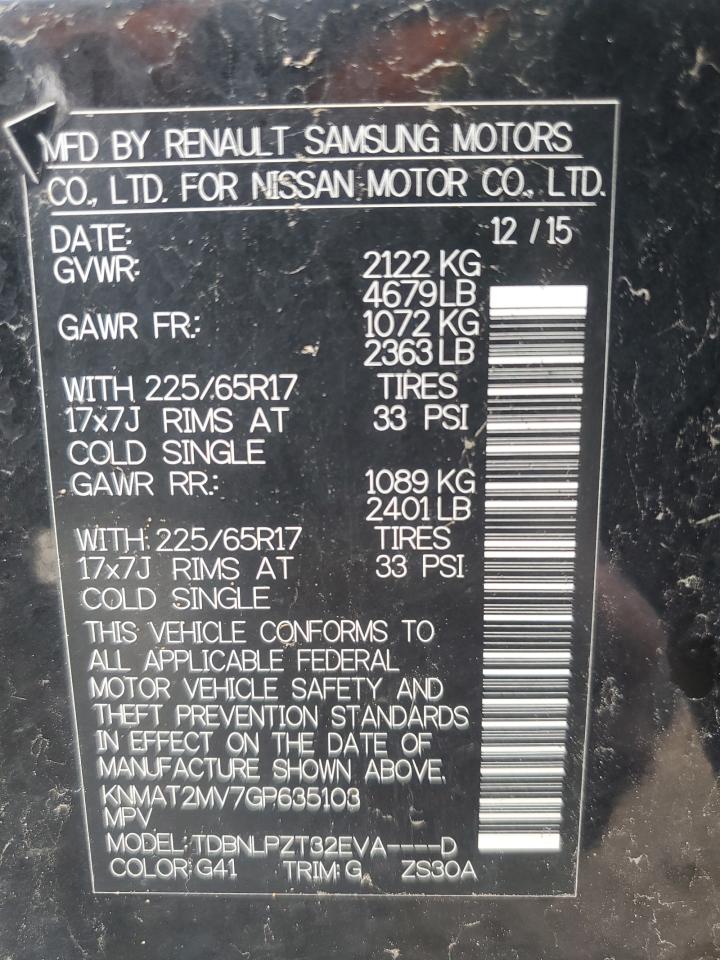 MFD BY RENAULT SAMSUNG MOTORS
CO., LTD. FOR NISSAN MOTOR CO., LTD.
DATE: 12 / 15
GVWR: 2122 KG
4679 LB
GAWR FR.: 1072 KG
2363 LB
WITH 225/65R17 TIRES
17x7J RIMS AT 33 PSI
COLD SINGLE
GAWR RR.: 1089 KG
2401 LB
WITH 225/65R17 TIRES
17x7J RIMS AT 33 PSI
COLD SINGLE
THIS VEHICLE CONFORMS TO
ALL APPLICABLE FEDERAL
MOTOR VEHICLE SAFETY AND
THEFT PREVENTION STANDARDS
IN EFFECT ON THE DATE OF
MANUFACTURE SHOWN ABOVE.
KNMAT2MV7GP635103
MPV
MODEL: TDBNLPZT32EVA----D
COLOR: G41 TRIM: G ZS30A